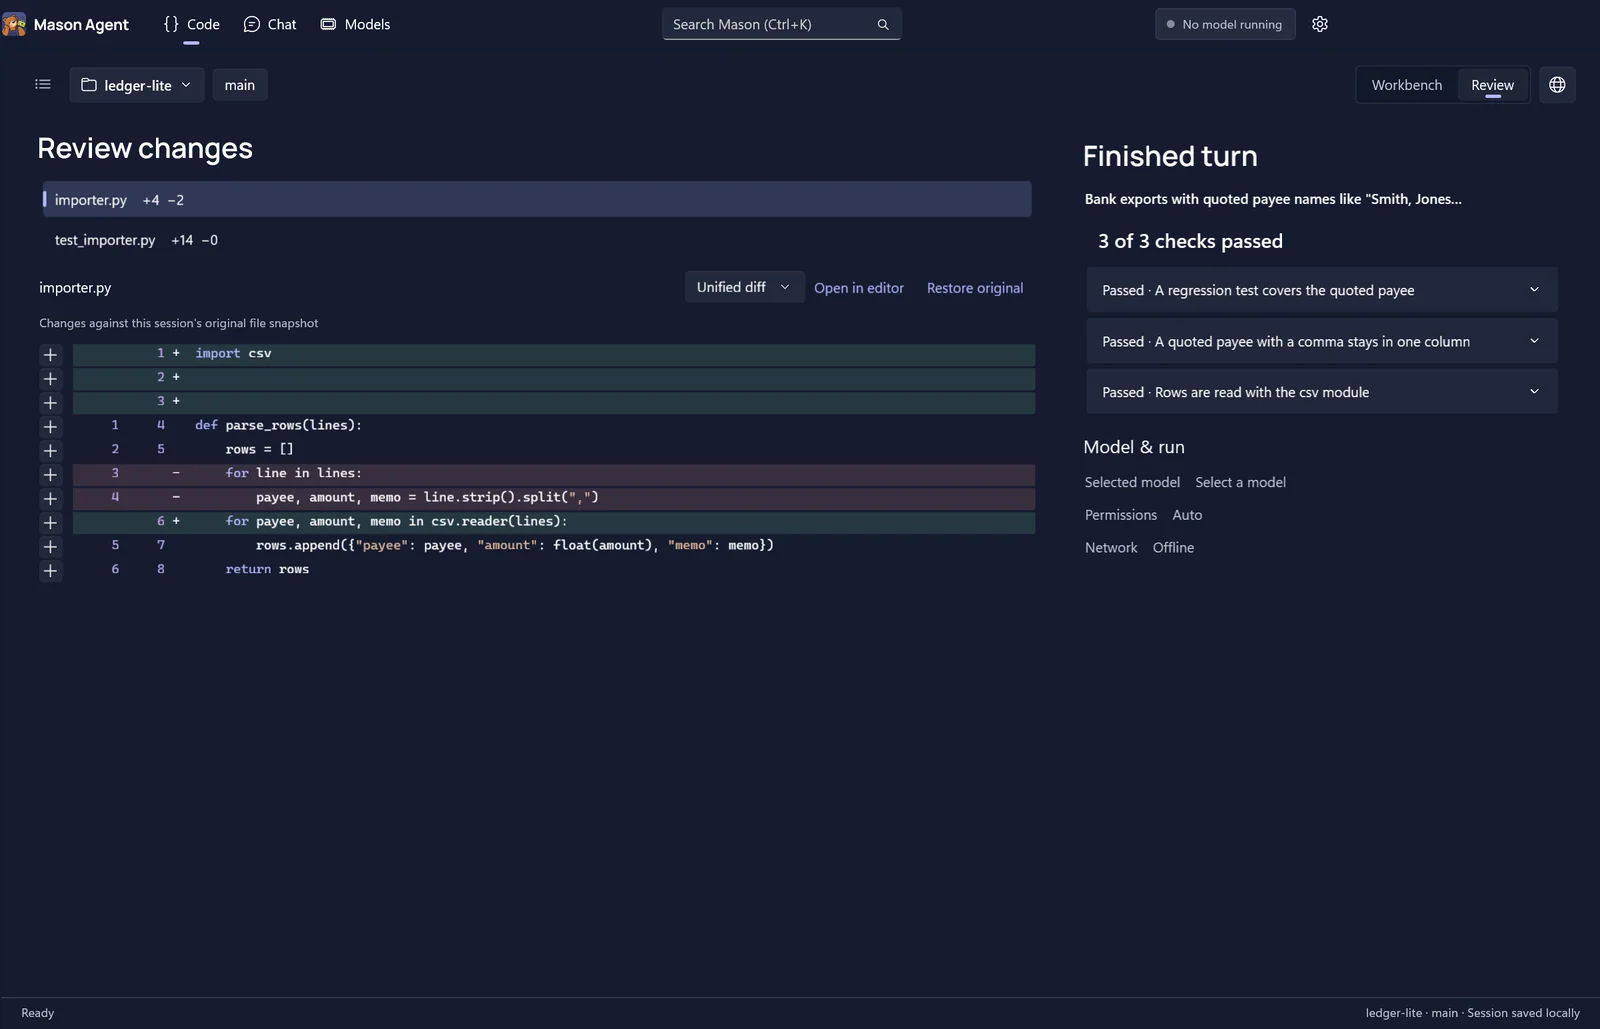 Mason Agent
{} Code
Chat
Models
Search Mason (Ctrl+K)
No model running
ledger-lite
main
Workbench
Review
Review changes
importer.py +4 −2
test_importer.py +14 −0
importer.py
Unified diff
Open in editor
Restore original
Changes against this session's original file snapshot
1 + import csv
2 +
3 +
1 4 def parse_rows(lines):
2 5 rows = []
3 − for line in lines:
4 − payee, amount, memo = line.strip().split(",")
6 + for payee, amount, memo in csv.reader(lines):
5 7 rows.append({"payee": payee, "amount": float(amount), "memo": memo})
6 8 return rows
Finished turn
Bank exports with quoted payee names like "Smith, Jones...
3 of 3 checks passed
Passed · A regression test covers the quoted payee
Passed · A quoted payee with a comma stays in one column
Passed · Rows are read with the csv module
Model & run
Selected model Select a model
Permissions Auto
Network Offline
Ready
ledger-lite · main · Session saved locally